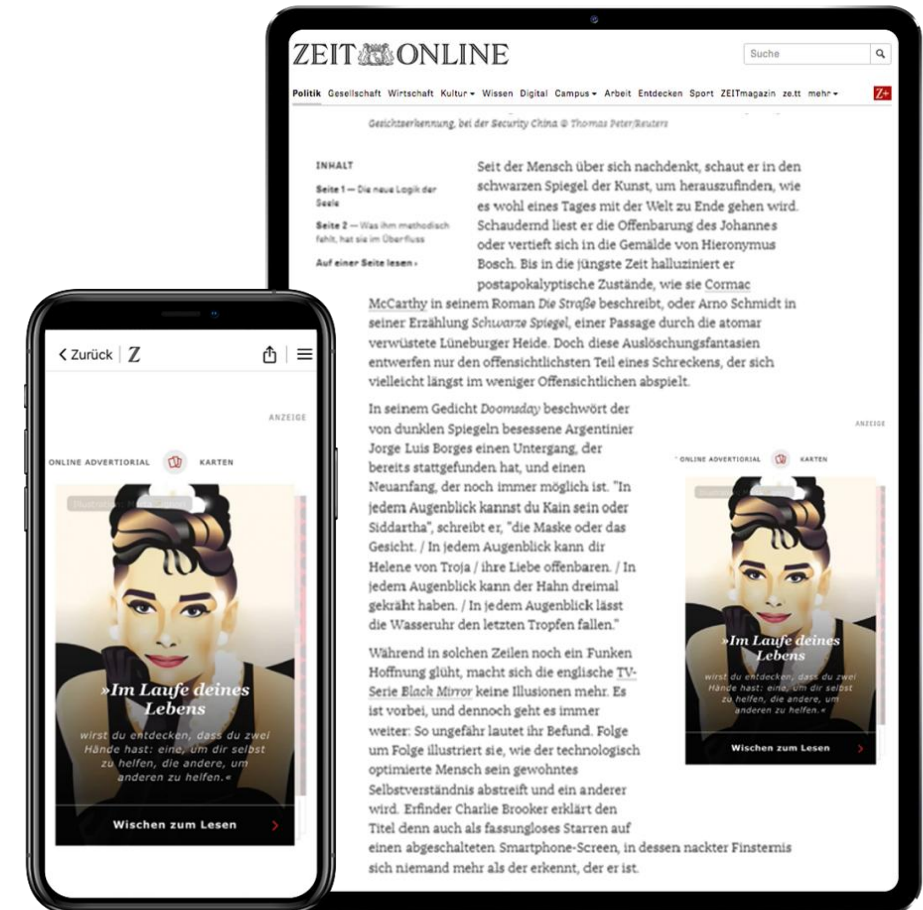 ZEIT ONLINE
Suche
Politik Gesellschaft Wirtschaft Kultur Wissen Digital Campus Arbeit Entdecken Sport ZEITmagazin ze.tt mehr Z+
Gesichtserkennung, bei der Security China © Thomas Peter/Reuters
INHALT
Seite 1 — Die neue Logik der
Seele
Seite 2 — Was ihm methodisch
fehlt, hat sie im Überfluss
Auf einer Seite lesen ›
Seit der Mensch über sich nachdenkt, schaut er in den
schwarzen Spiegel der Kunst, um herauszufinden, wie
es wohl eines Tages mit der Welt zu Ende gehen wird.
Schaudernd liest er die Offenbarung des Johannes
oder vertieft sich in die Gemälde von Hieronymus
Bosch. Bis in die jüngste Zeit halluziniert er
postapokalyptische Zustände, wie sie Cormac
McCarthy in seinem Roman Die Straße beschreibt, oder Arno Schmidt in
seiner Erzählung Schwarze Spiegel, einer Passage durch die atomar
verwüstete Lüneburger Heide. Doch diese Auslöschungsfantasien
entwerfen nur den offensichtlichsten Teil eines Schreckens, der sich
vielleicht längst im weniger Offensichtlichen abspielt.
In seinem Gedicht Doomsday beschwört der
von dunklen Spiegeln besessene Argentinier
Jorge Luis Borges einen Untergang, der
bereits stattgefunden hat, und einen
Neuanfang, der noch immer möglich ist. "In
jedem Augenblick kannst du Kain sein oder
Siddartha", schreibt er, "die Maske oder das
Gesicht. / In jedem Augenblick kann dir
Helene von Troja / ihre Liebe offenbaren. / In
jedem Augenblick kann der Hahn dreimal
gekräht haben. / In jedem Augenblick lässt
die Wasseruhr den letzten Tropfen fallen."
Während in solchen Zeilen noch ein Funken
Hoffnung glüht, macht sich die englische TV-
Serie Black Mirror keine Illusionen mehr. Es
ist vorbei, und dennoch geht es immer
weiter: So ungefähr lautet ihr Befund. Folge
um Folge illustriert sie, wie der technologisch
optimierte Mensch sein gewohntes
Selbstverständnis abstreift und ein anderer
wird. Erfinder Charlie Brooker erklärt den
Titel denn auch als fassungloses Starren auf
einen abgeschalteten Smartphone-Screen, in dessen nackter Finsternis
sich niemand mehr als der erkennt, der er ist.
ANZEIGE
ONLINE ADVERTIORIAL KARTEN
»Im Laufe deines
Lebens
wirst du entdecken, dass du zwei
Hände hast: eine, um dir selbst
zu helfen, die andere, um
anderen zu helfen.«
Wischen zum Lesen
Zurück Z
ANZEIGE
ONLINE ADVERTIORIAL KARTEN
»Im Laufe deines
Lebens
wirst du entdecken, dass du zwei
Hände hast: eine, um dir selbst
zu helfen, die andere, um
anderen zu helfen.«
Wischen zum Lesen